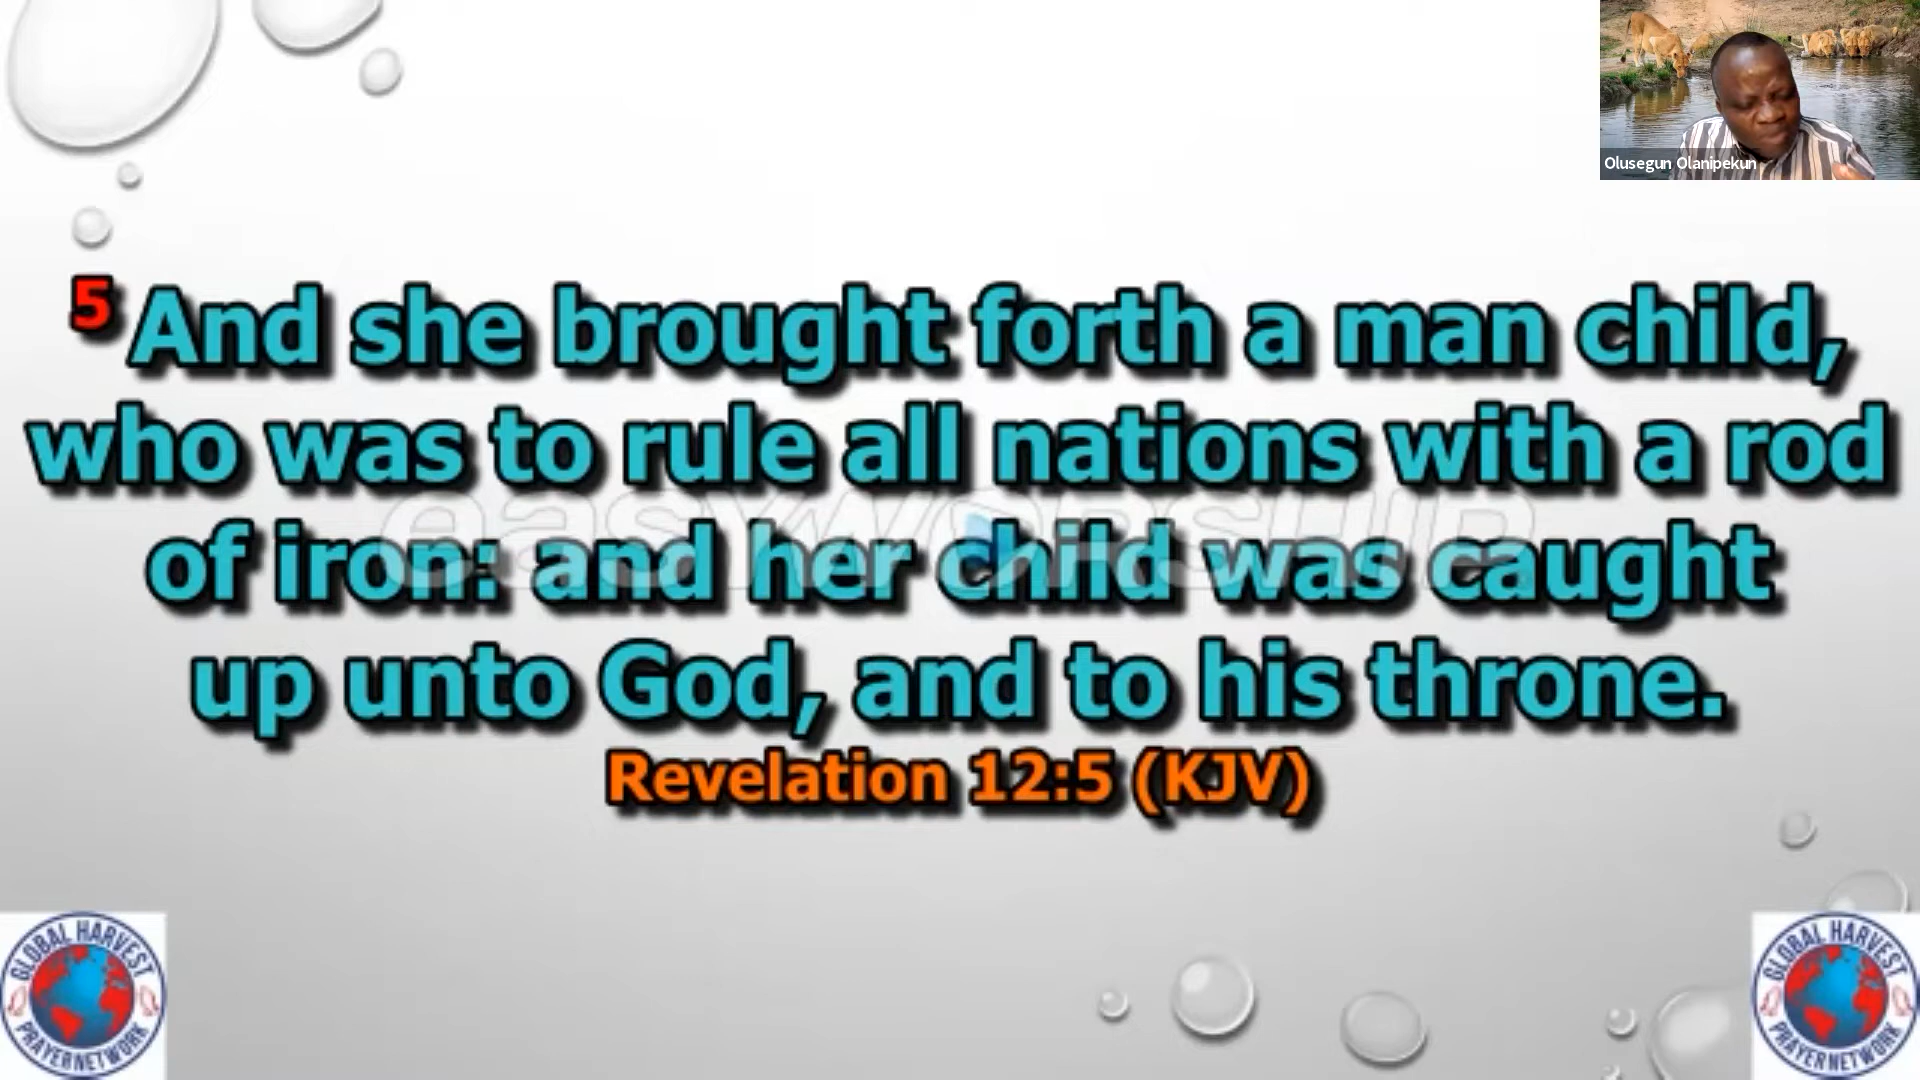 Olusegun Olanipekun
5 And she brought forth a man child,
who was to rule all nations with a rod
of iron: and her child was caught
up unto God, and to his throne.
Revelation 12:5 (KJV)
easyworship
GLOBAL HARVEST
PRAYER NETWORK
GLOBAL HARVEST
PRAYER NETWORK